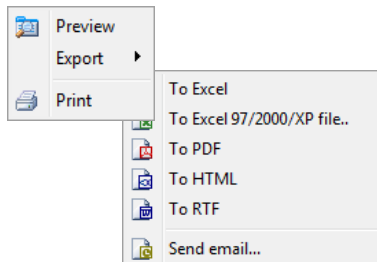 Preview
Export
Print
To Excel
To Excel 97/2000/XP file..
To PDF
To HTML
To RTF
Send email...